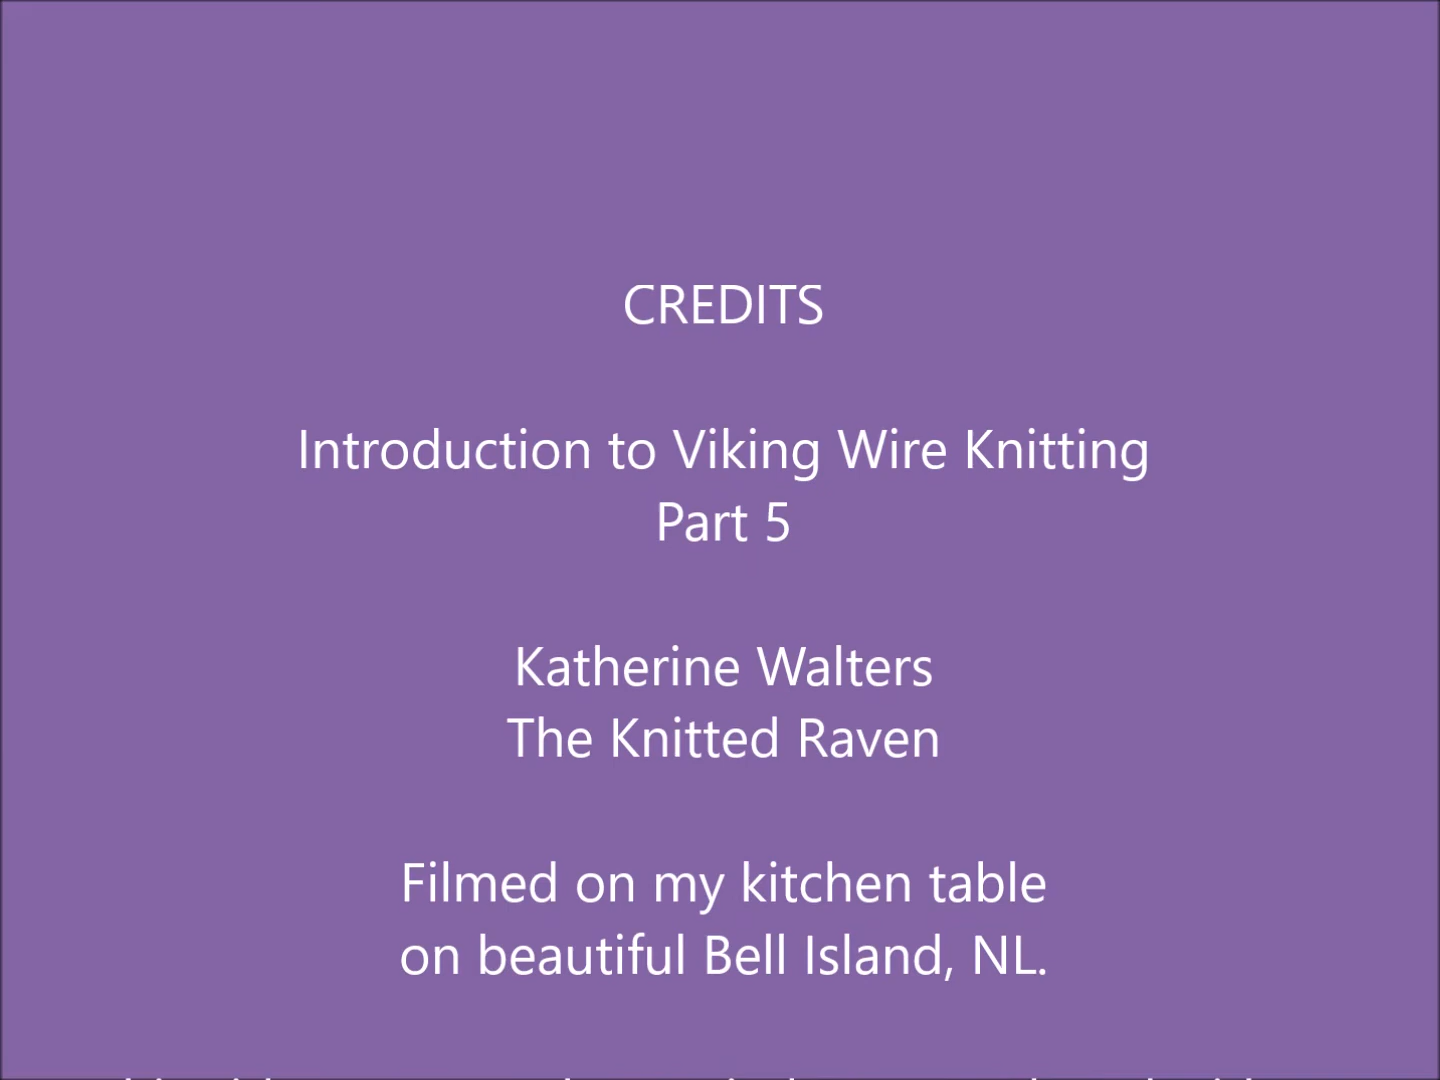 CREDITS
Introduction to Viking Wire Knitting
Part 5
Katherine Walters
The Knitted Raven
Filmed on my kitchen table
on beautiful Bell Island, NL.